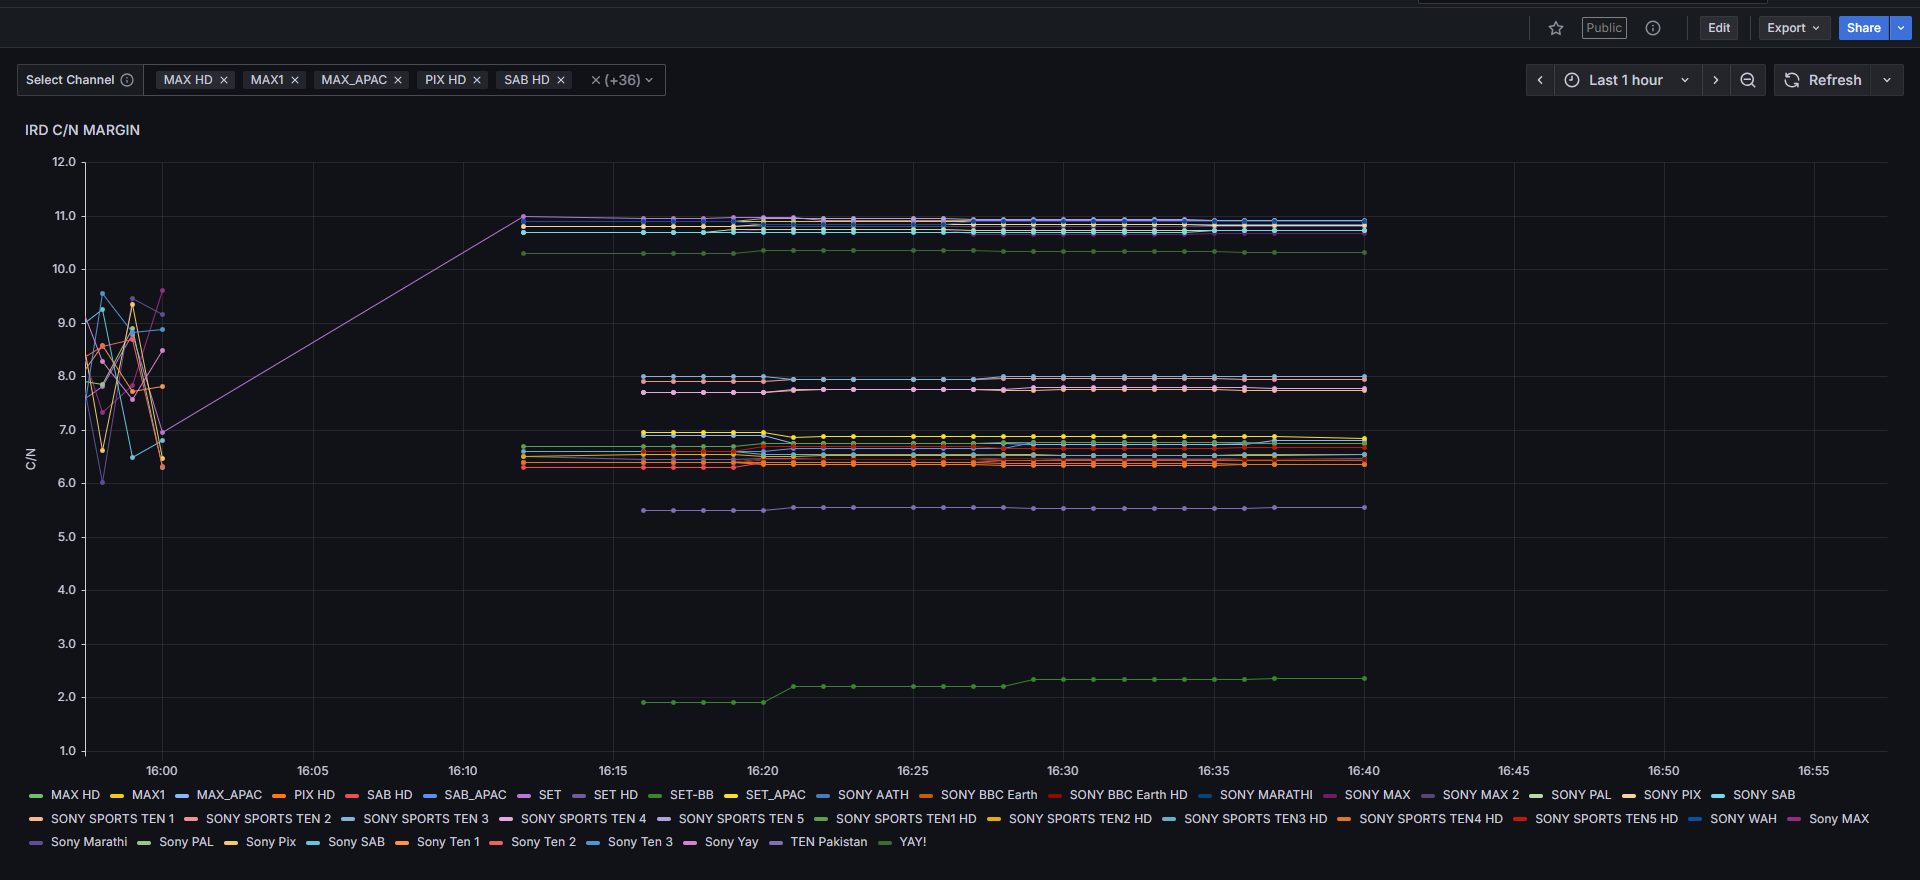 Public
Edit
Export
Share
Select Channel
MAX HD
MAX1
MAX_APAC
PIX HD
SAB HD
(+36)
Last 1 hour
Refresh
IRD C/N MARGIN
12.0
11.0
10.0
9.0
8.0
7.0
6.0
5.0
4.0
3.0
2.0
1.0
C/N
16:00 16:05 16:10 16:15 16:20 16:25 16:30 16:35 16:40 16:45 16:50 16:55
MAX HD MAX1 MAX_APAC PIX HD SAB HD SAB_APAC SET SET HD SET-BB SET_APAC SONY AATH SONY BBC Earth SONY BBC Earth HD SONY MARATHI SONY MAX SONY MAX 2 SONY PAL SONY PIX SONY SAB
SONY SPORTS TEN 1 SONY SPORTS TEN 2 SONY SPORTS TEN 3 SONY SPORTS TEN 4 SONY SPORTS TEN 5 SONY SPORTS TEN1 HD SONY SPORTS TEN2 HD SONY SPORTS TEN3 HD SONY SPORTS TEN4 HD SONY SPORTS TEN5 HD SONY WAH Sony MAX
Sony Marathi Sony PAL Sony Pix Sony SAB Sony Ten 1 Sony Ten 2 Sony Ten 3 Sony Yay TEN Pakistan YAY!